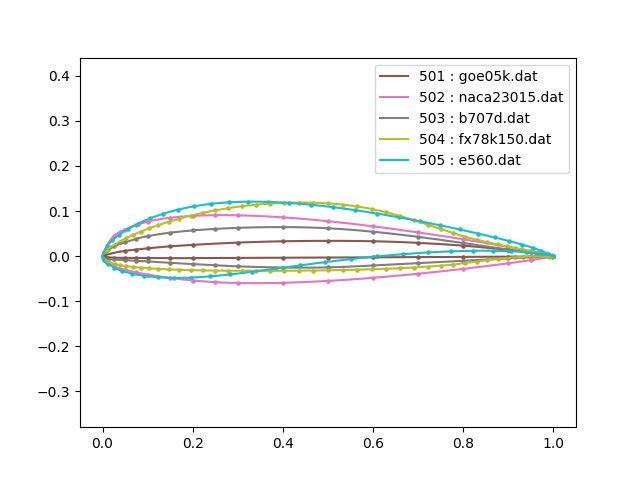 501 : goe05k.dat
502 : naca23015.dat
503 : b707d.dat
504 : fx78k150.dat
505 : e560.dat
0.4
0.3
0.2
0.1
0.0
−0.1
−0.2
−0.3
0.0 0.2 0.4 0.6 0.8 1.0